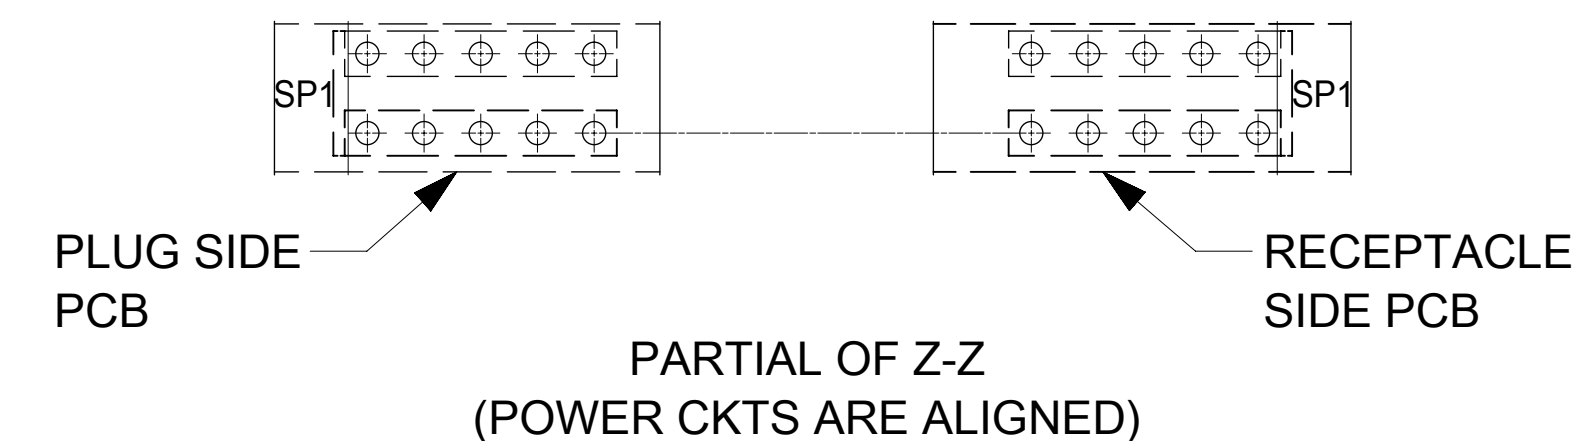 SP1
SP1
PLUG SIDE
PCB
RECEPTACLE
SIDE PCB
PARTIAL OF Z-Z
(POWER CKTS ARE ALIGNED)